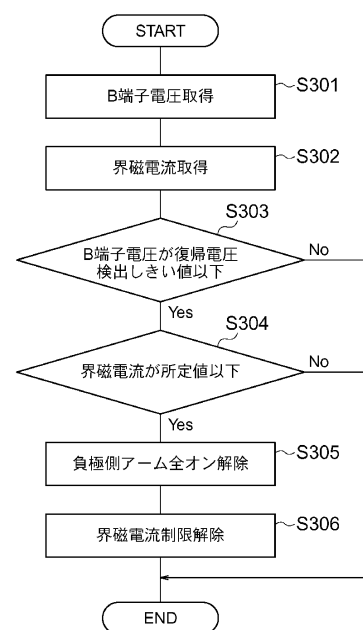 START
B端子電圧取得
S301
界磁電流取得
S302
S303
B端子電圧が復帰電圧
検出しきい値以下
No
Yes
S304
界磁電流が所定値以下
No
Yes
負極側アーム全オン解除
S305
界磁電流制限解除
S306
END